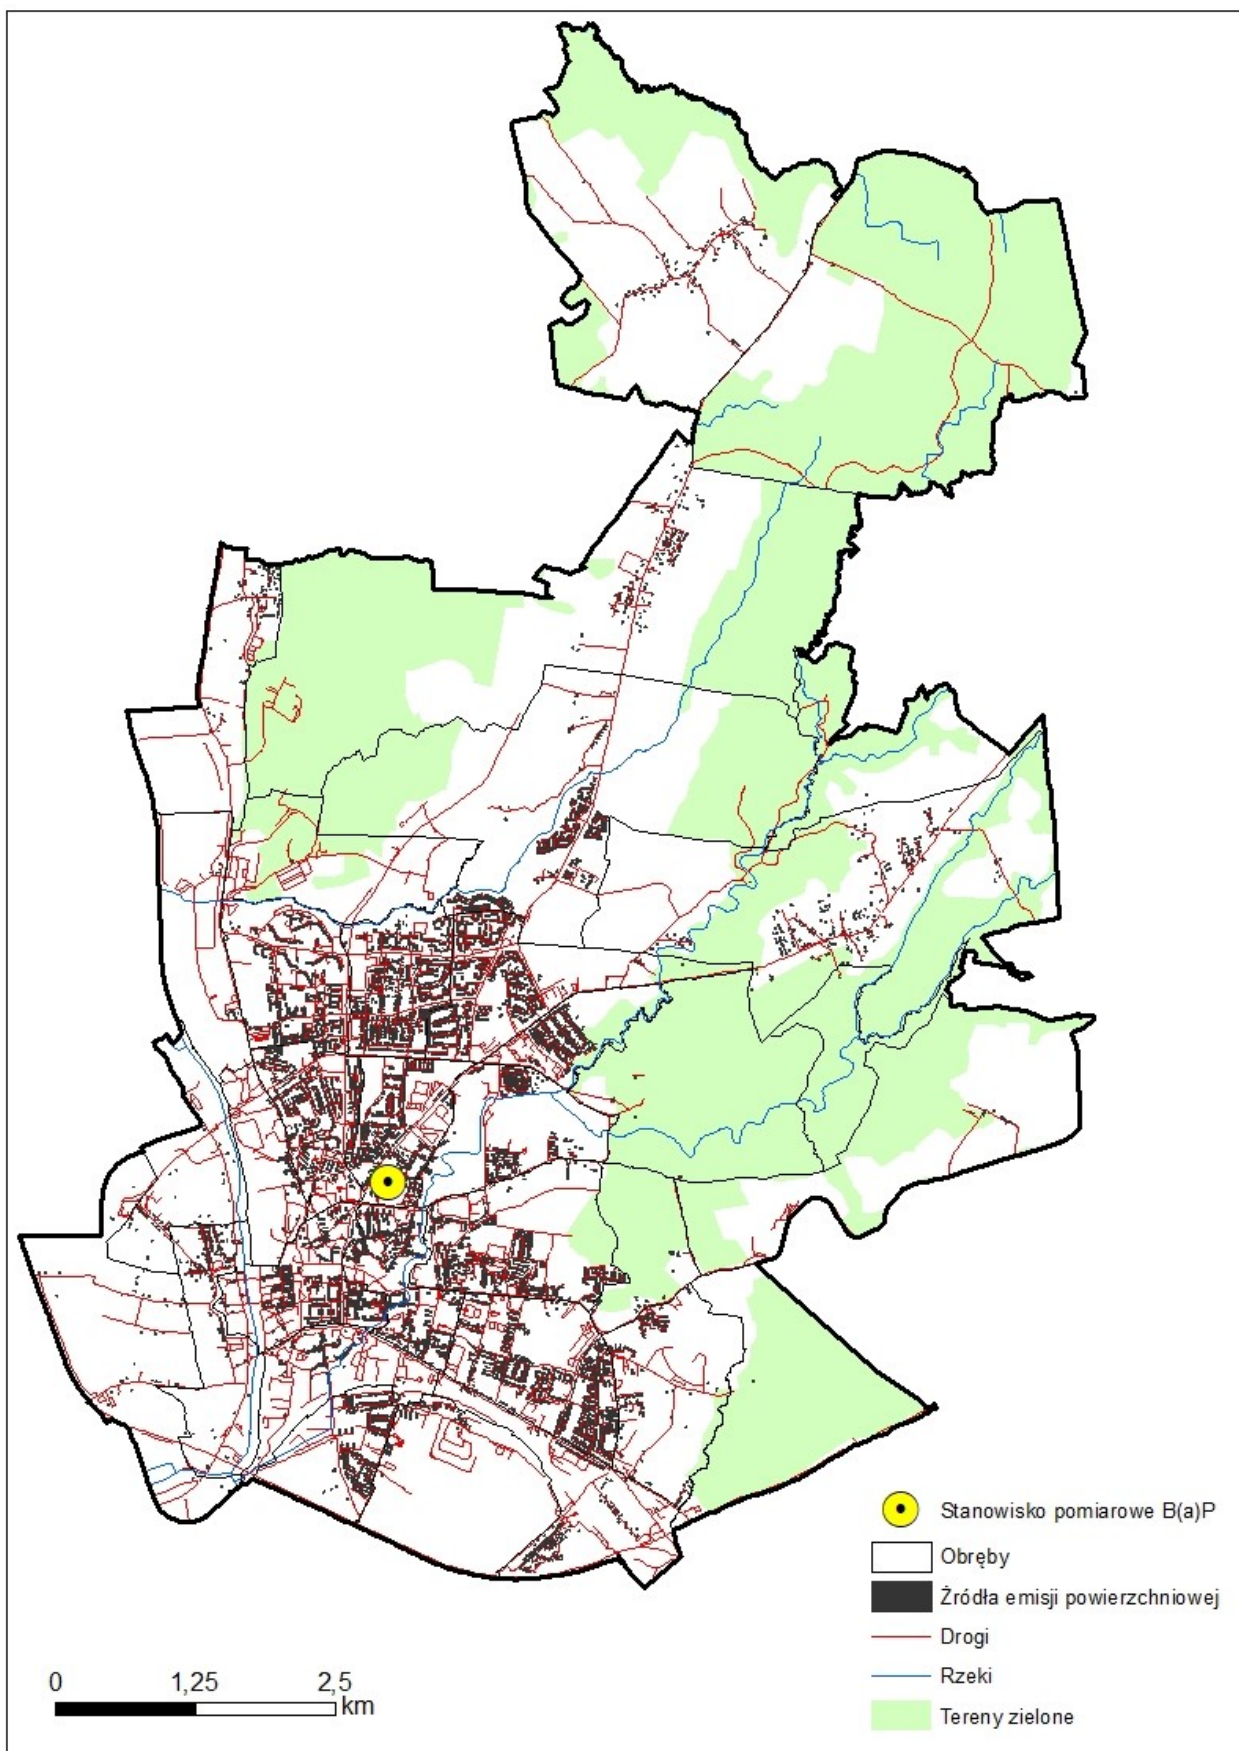 Stanowisko pomiarowe B(a)P
Obręby
Źródła emisji powierzchniowej
Drogi
Rzeki
Tereny zielone
0 1,25 2,5
km